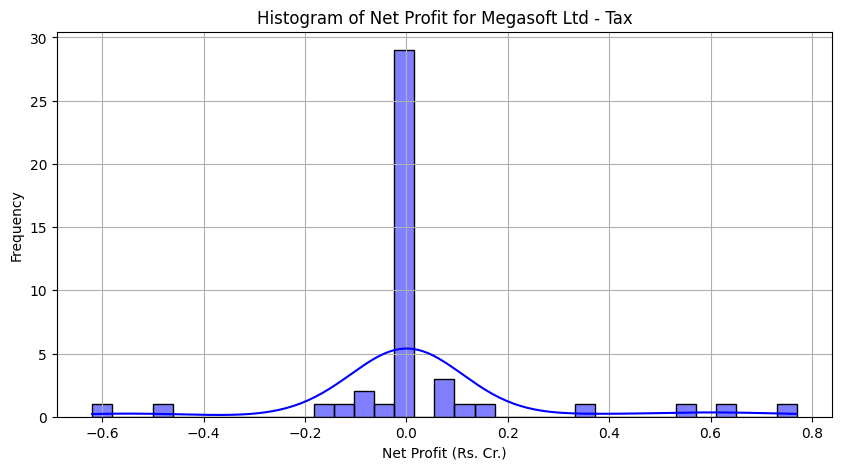 Histogram of Net Profit for Megasoft Ltd - Tax
30
25
20
15
10
5
0
Frequency
−0.6 −0.4 −0.2 0.0 0.2 0.4 0.6 0.8
Net Profit (Rs. Cr.)